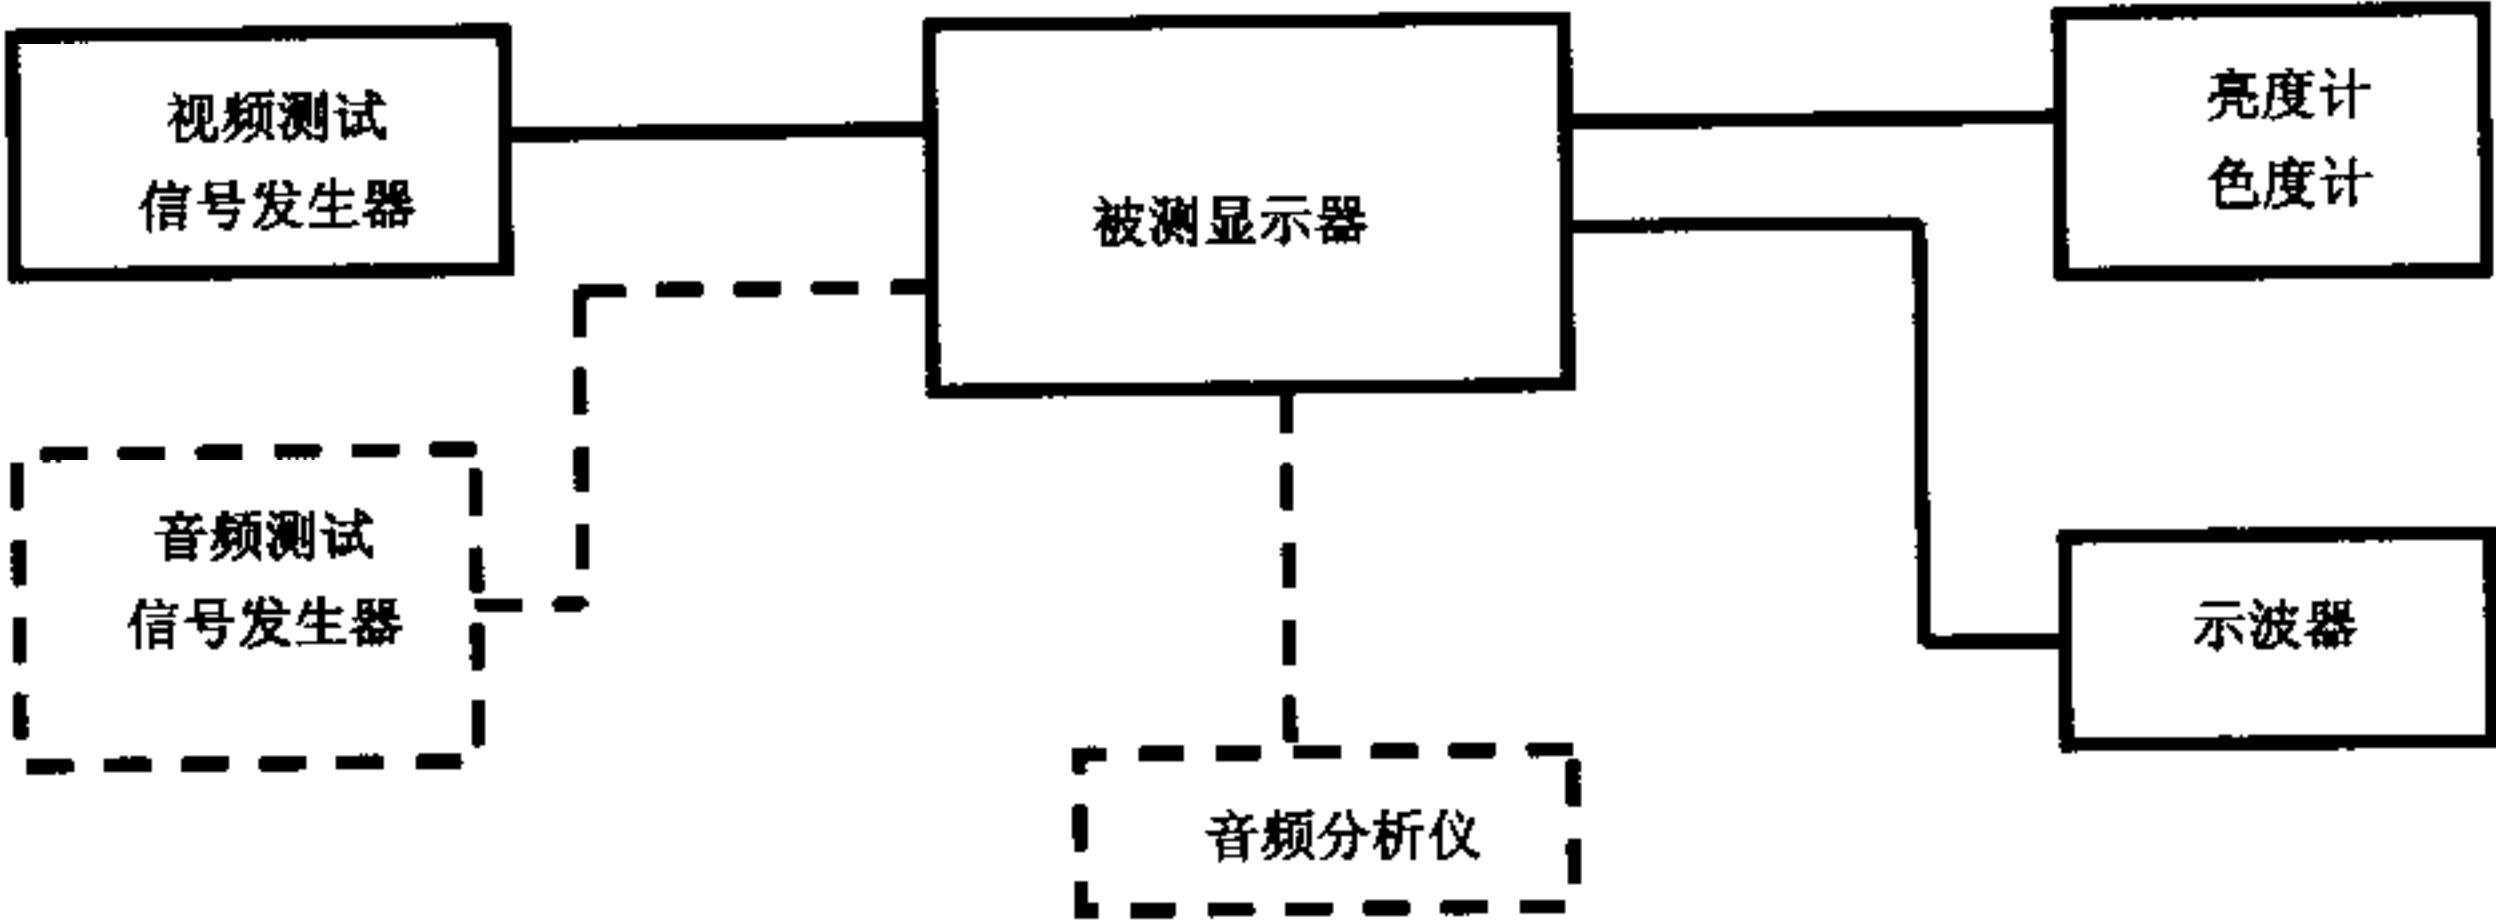 视频测试
信号发生器
被测显示器
亮度计
色度计
音频测试
信号发生器
示波器
音频分析仪